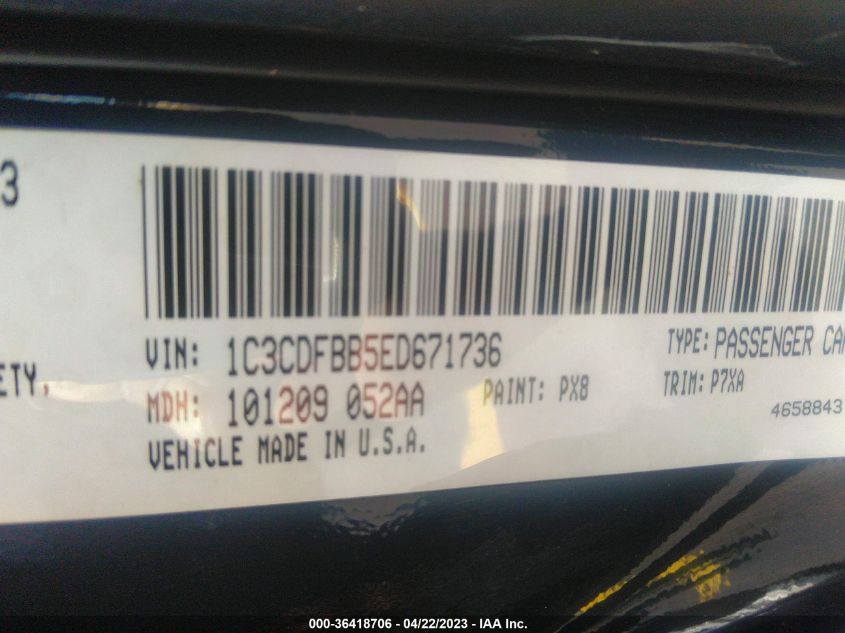 3
VIN: 1C3CDFBB5ED671736
TYPE: PASSENGER CAR
ETY,
MDH: 101209 052AA
PAINT: PX8
TRIM: P7XA
4658843
VEHICLE MADE IN U.S.A.
000-36418706 - 04/22/2023 - IAA Inc.